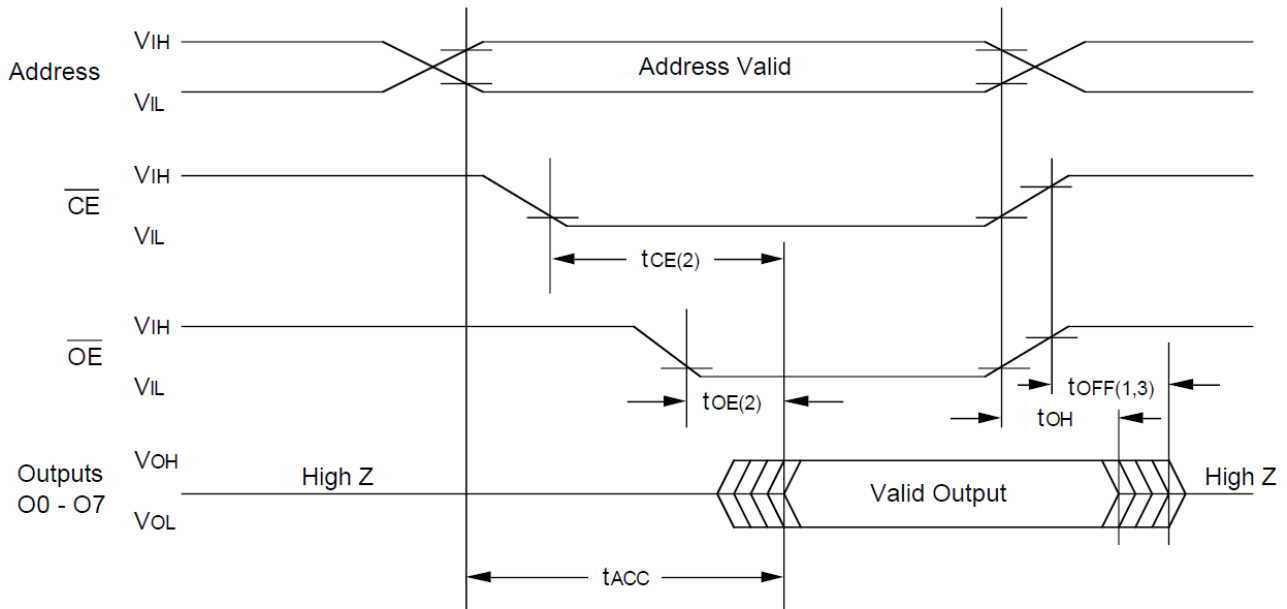 VIH
Address
Address Valid
VIL
VIH
CE
VIL
tCE(2)
VIH
OE
VIL
tOE(2)
tOFF(1,3)
tOH
Outputs
O0 - O7
VOH
High Z
Valid Output
High Z
VOL
tACC